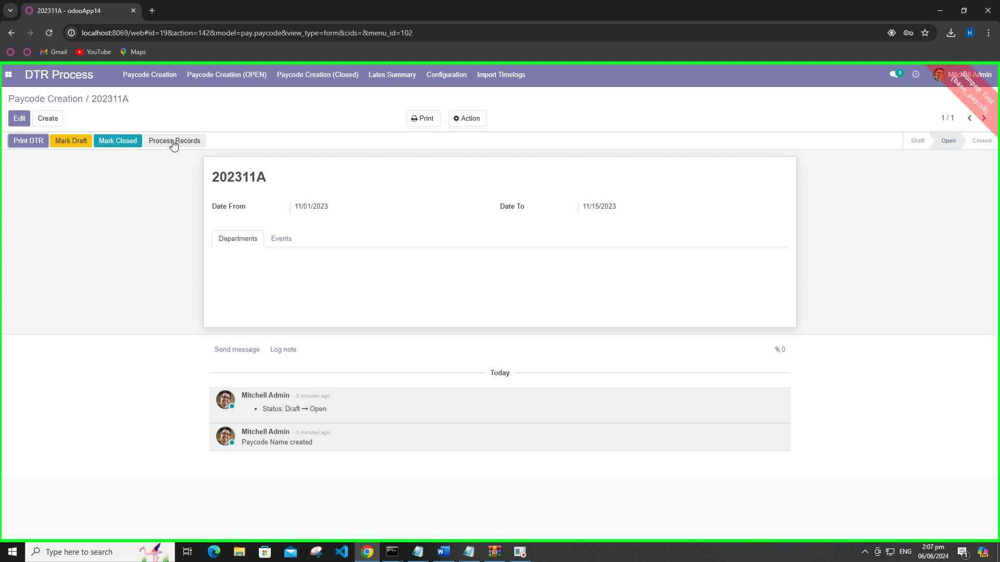 202311A - odooApp14
localhost:8069/web#id=19&action=142&model=pay.paycode&view_type=form&cids=&menu_id=102
H
Gmail YouTube Maps
DTR Process Paycode Creation Paycode Creation (OPEN) Paycode Creation (Closed) Lates Summary Configuration Import Timelogs 5 Mitchell Admin
Sunpop Test
(base_payroll)
Paycode Creation / 202311A
Edit Create Print Action 1 / 1
Print DTR Mark Draft Mark Closed Process Records Draft Open Closed
202311A
Date From 11/01/2023 Date To 11/15/2023
Departments Events
Send message Log note 0
Today
Mitchell Admin - 3 minutes ago
• Status: Draft → Open
Mitchell Admin - 3 minutes ago
Paycode Name created
Type here to search
ENG
2:07 pm
06/06/2024
1
PRE